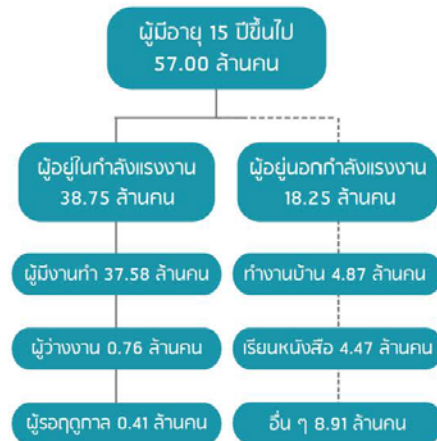 ผู้มีอายุ 15 ปีขึ้นไป
57.00 ล้านคน
ผู้อยู่ในกำลังแรงงาน
38.75 ล้านคน
ผู้อยู่นอกกำลังแรงงาน
18.25 ล้านคน
ผู้มีงานทำ 37.58 ล้านคน
ทำงานบ้าน 4.87 ล้านคน
ผู้ว่างงาน 0.76 ล้านคน
เรียนหนังสือ 4.47 ล้านคน
ผู้รอฤดูกาล 0.41 ล้านคน
อื่น ๆ 8.91 ล้านคน